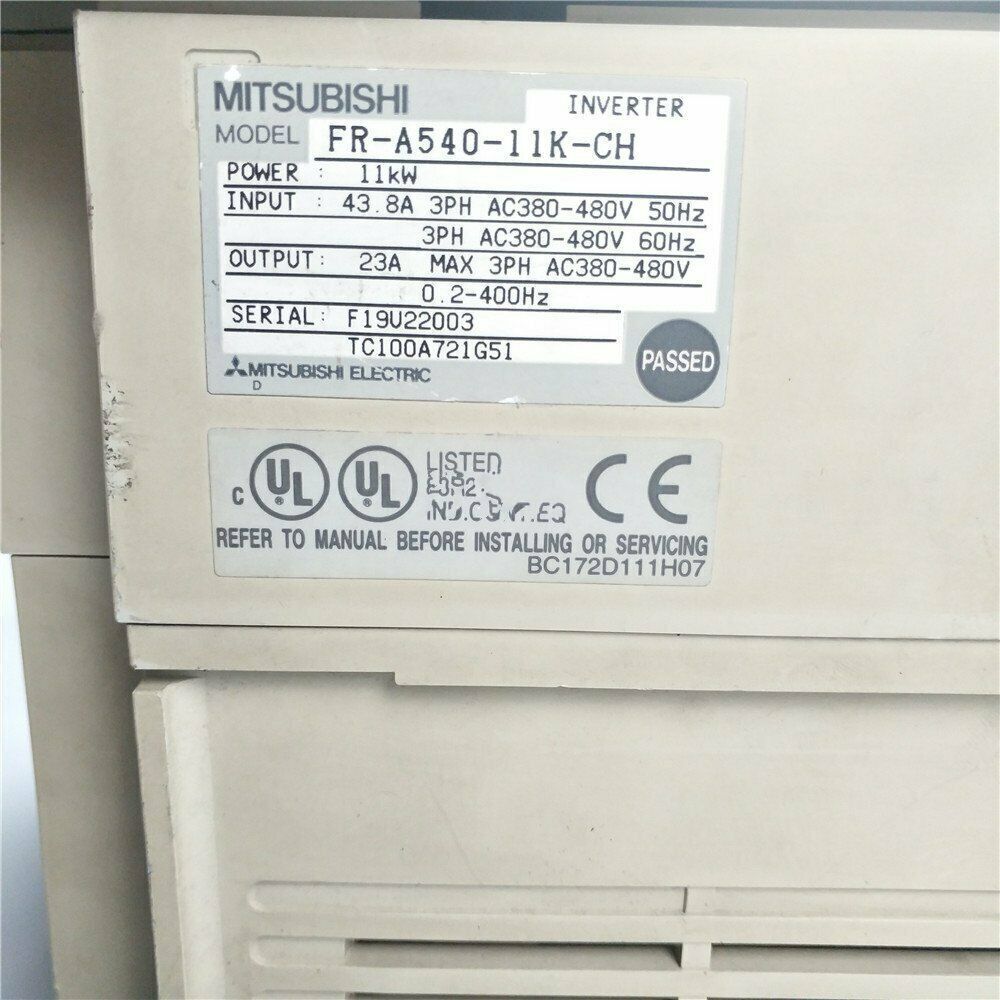 MITSUBISHI
INVERTER
MODEL FR-A540-11K-CH
POWER : 11kW
INPUT : 43.8A 3PH AC380-480V 50Hz
3PH AC380-480V 60Hz
OUTPUT: 23A MAX 3PH AC380-480V
0.2-400Hz
SERIAL: F19U22003
TC100A721G51
PASSED
MITSUBISHI ELECTRIC
D
C UL ® UL ® LISTED
CE
REFER TO MANUAL BEFORE INSTALLING OR SERVICING
BC172D111H07